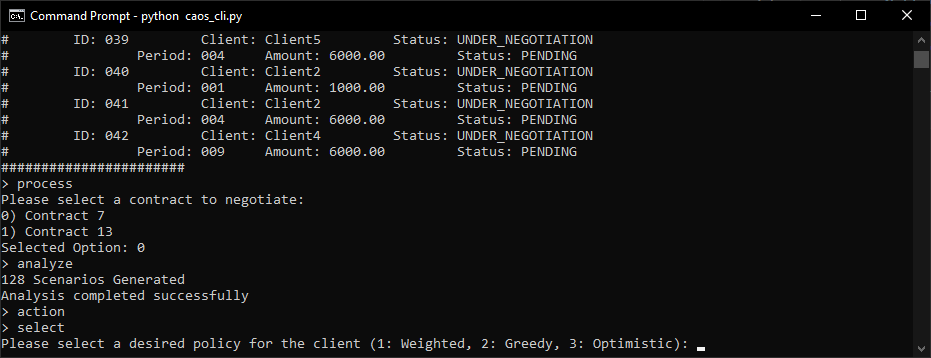 Command Prompt - python  caos_cli.py
#        ID: 039         Client: Client5         Status: UNDER_NEGOTIATION
#                Period: 004     Amount: 6000.00         Status: PENDING
#        ID: 040         Client: Client2         Status: UNDER_NEGOTIATION
#                Period: 001     Amount: 1000.00         Status: PENDING
#        ID: 041         Client: Client2         Status: UNDER_NEGOTIATION
#                Period: 004     Amount: 6000.00         Status: PENDING
#        ID: 042         Client: Client4         Status: UNDER_NEGOTIATION
#                Period: 009     Amount: 6000.00         Status: PENDING
#######################
> process
Please select a contract to negotiate:
0) Contract 7
1) Contract 13
Selected Option: 0
> analyze
128 Scenarios Generated
Analysis completed successfully
> action
> select
Please select a desired policy for the client (1: Weighted, 2: Greedy, 3: Optimistic):